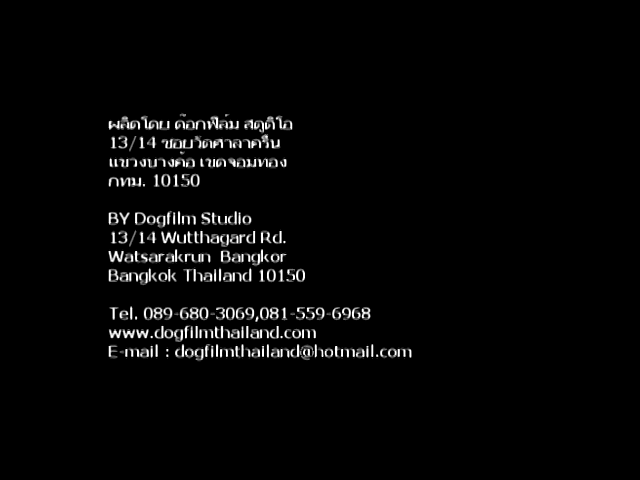 ผลิตโดย ด๊อกฟิล์ม สตูดิโอ
13/14 ซอยวัดศาลาครืน
แขวงบางค้อ เขตจอมทอง
กทม. 10150
BY Dogfilm Studio
13/14 Wutthagard Rd.
Watsarakrun Bangkor
Bangkok Thailand 10150
Tel. 089-680-3069,081-559-6968
www.dogfilmthailand.com
E-mail : dogfilmthailand@hotmail.com